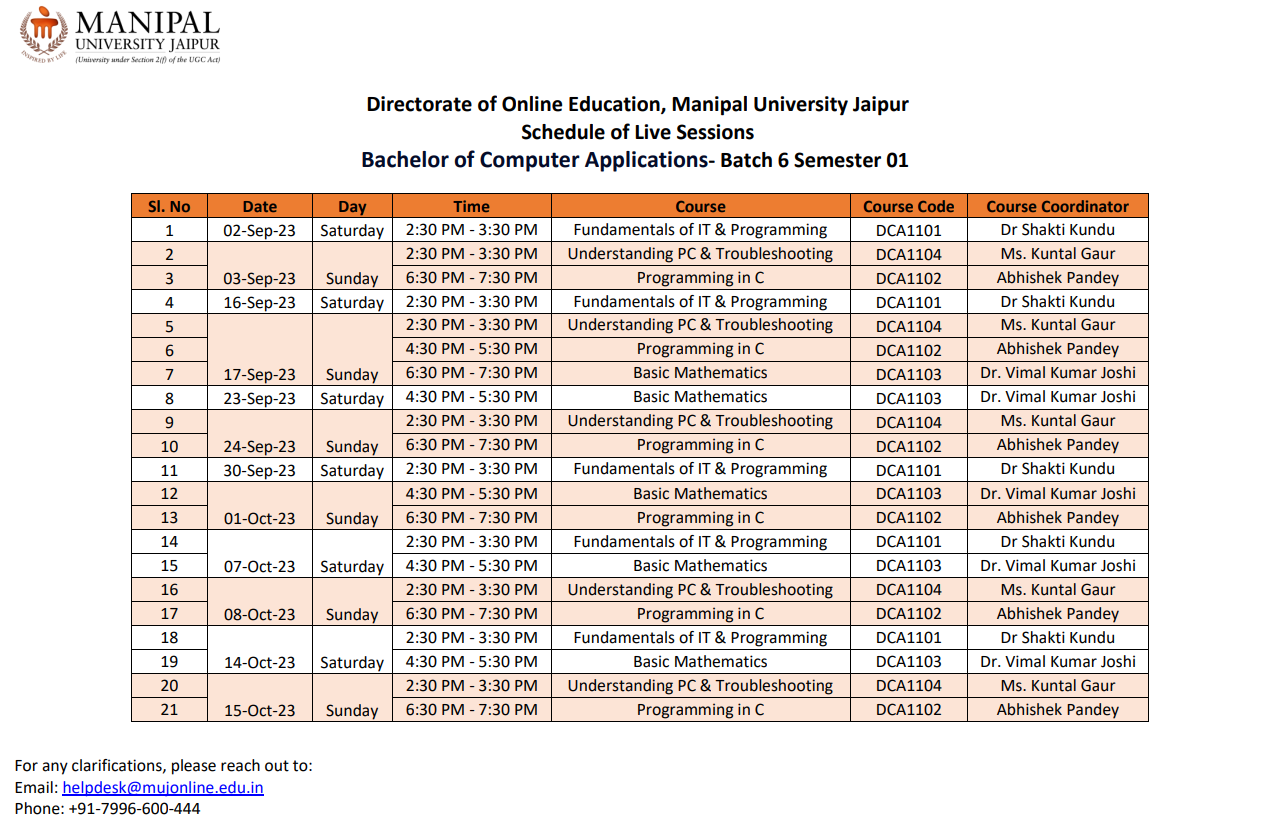 MANIPAL
UNIVERSITY JAIPUR
(University under Section 2(f) of the UGC Act)
INSPIRED BY LIFE
Directorate of Online Education, Manipal University Jaipur
Schedule of Live Sessions
Bachelor of Computer Applications- Batch 6 Semester 01
Sl. No Date Day Time Course Course Code Course Coordinator
1 02-Sep-23 Saturday 2:30 PM - 3:30 PM Fundamentals of IT & Programming DCA1101 Dr Shakti Kundu
2 2:30 PM - 3:30 PM Understanding PC & Troubleshooting DCA1104 Ms. Kuntal Gaur
3 03-Sep-23 Sunday 6:30 PM - 7:30 PM Programming in C DCA1102 Abhishek Pandey
4 16-Sep-23 Saturday 2:30 PM - 3:30 PM Fundamentals of IT & Programming DCA1101 Dr Shakti Kundu
5 2:30 PM - 3:30 PM Understanding PC & Troubleshooting DCA1104 Ms. Kuntal Gaur
6 4:30 PM - 5:30 PM Programming in C DCA1102 Abhishek Pandey
7 17-Sep-23 Sunday 6:30 PM - 7:30 PM Basic Mathematics DCA1103 Dr. Vimal Kumar Joshi
8 23-Sep-23 Saturday 4:30 PM - 5:30 PM Basic Mathematics DCA1103 Dr. Vimal Kumar Joshi
9 2:30 PM - 3:30 PM Understanding PC & Troubleshooting DCA1104 Ms. Kuntal Gaur
10 24-Sep-23 Sunday 6:30 PM - 7:30 PM Programming in C DCA1102 Abhishek Pandey
11 30-Sep-23 Saturday 2:30 PM - 3:30 PM Fundamentals of IT & Programming DCA1101 Dr Shakti Kundu
12 4:30 PM - 5:30 PM Basic Mathematics DCA1103 Dr. Vimal Kumar Joshi
13 01-Oct-23 Sunday 6:30 PM - 7:30 PM Programming in C DCA1102 Abhishek Pandey
14 2:30 PM - 3:30 PM Fundamentals of IT & Programming DCA1101 Dr Shakti Kundu
15 07-Oct-23 Saturday 4:30 PM - 5:30 PM Basic Mathematics DCA1103 Dr. Vimal Kumar Joshi
16 2:30 PM - 3:30 PM Understanding PC & Troubleshooting DCA1104 Ms. Kuntal Gaur
17 08-Oct-23 Sunday 6:30 PM - 7:30 PM Programming in C DCA1102 Abhishek Pandey
18 2:30 PM - 3:30 PM Fundamentals of IT & Programming DCA1101 Dr Shakti Kundu
19 14-Oct-23 Saturday 4:30 PM - 5:30 PM Basic Mathematics DCA1103 Dr. Vimal Kumar Joshi
20 2:30 PM - 3:30 PM Understanding PC & Troubleshooting DCA1104 Ms. Kuntal Gaur
21 15-Oct-23 Sunday 6:30 PM - 7:30 PM Programming in C DCA1102 Abhishek Pandey
For any clarifications, please reach out to:
Email: helpdesk@mujonline.edu.in
Phone: +91-7996-600-444